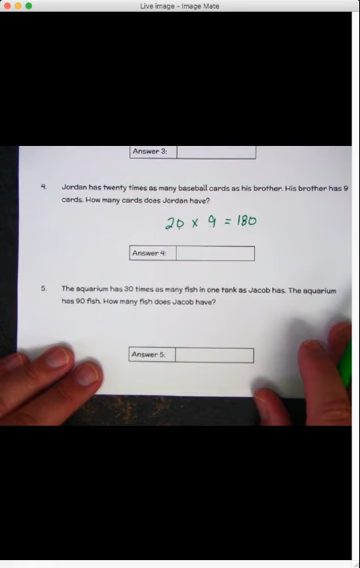 Live image - Image Mate
Answer 3:
4. Jordan has twenty times as many baseball cards as his brother. His brother has 9
cards. How many cards does Jordan have?
20 × 9 = 180
Answer 4:
5. The aquarium has 30 times as many fish in one tank as Jacob has. The aquarium
has 90 fish. How many fish does Jacob have?
Answer 5: